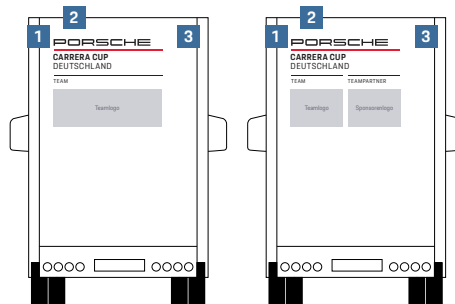 2
1
3
PORSCHE
CARRERA CUP
DEUTSCHLAND
TEAM
Teamlogo
2
1
3
PORSCHE
CARRERA CUP
DEUTSCHLAND
TEAM TEAMPARTNER
Teamlogo Sponsorenlogo